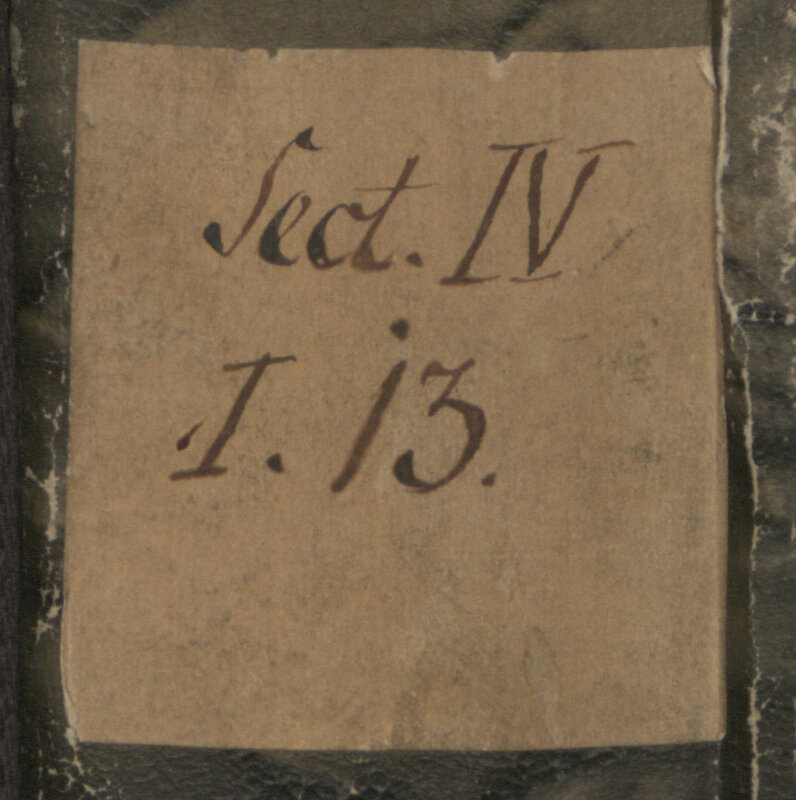 Sect. IV
I. 13.